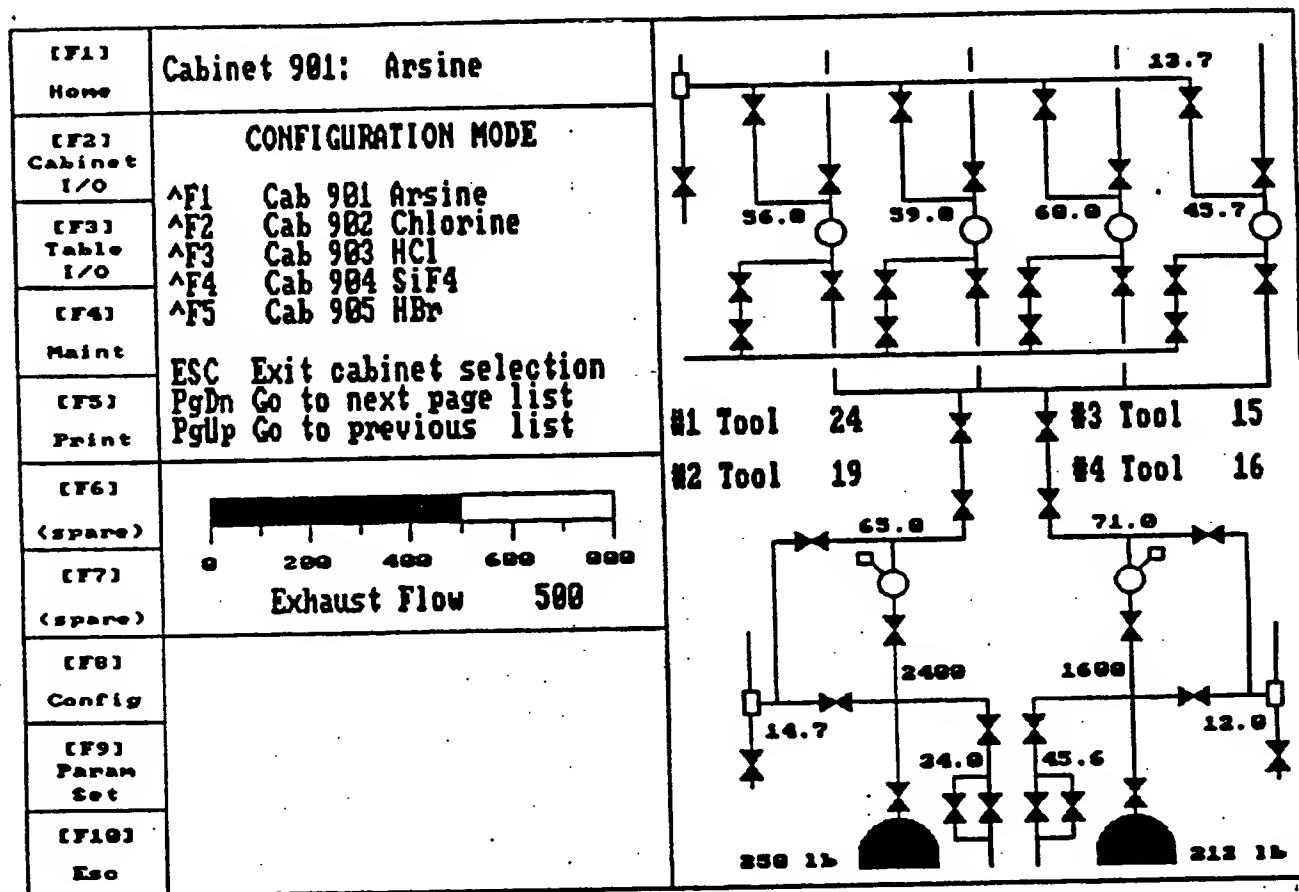 [F1]
Home
[F2]
Cabinet
I/O
[F3]
Table
I/O
[F4]
Maint
[F5]
Print
[F6]
(spare)
[F7]
(spare)
[F8]
Config
[F9]
Param
Set
[F10]
Esc
Cabinet 901: Arsine
CONFIGURATION MODE
^F1 Cab 901 Arsine
^F2 Cab 902 Chlorine
^F3 Cab 903 HCl
^F4 Cab 904 SiF4
^F5 Cab 905 HBr
ESC Exit cabinet selection
PgDn Go to next page list
PgUp Go to previous list
0 200 400 600 800
Exhaust Flow 500
13.7
56.0 59.0 60.0 45.7
#1 Tool 24 #3 Tool 15
#2 Tool 19 #4 Tool 16
65.0 71.0
2400 1600
14.7 12.0
24.0 45.6
250 lb 212 lb